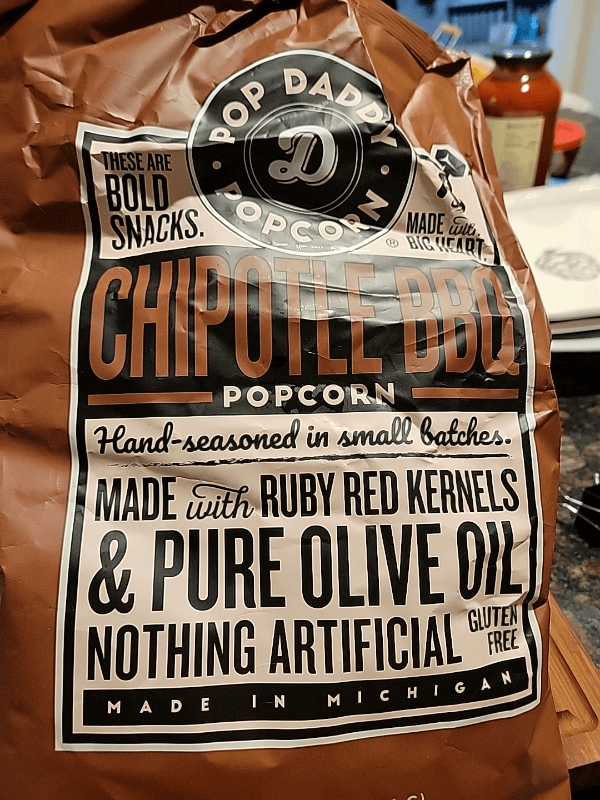 POP DADDY
D
POPCORN
®
THESE ARE
BOLD
SNACKS.
MADE with
BIG HEART.
CHIPOTLE BBQ
POPCORN
Hand-seasoned in small batches.
MADE with RUBY RED KERNELS
& PURE OLIVE OIL
NOTHING ARTIFICIAL
GLUTEN
FREE
MADE IN MICHIGAN